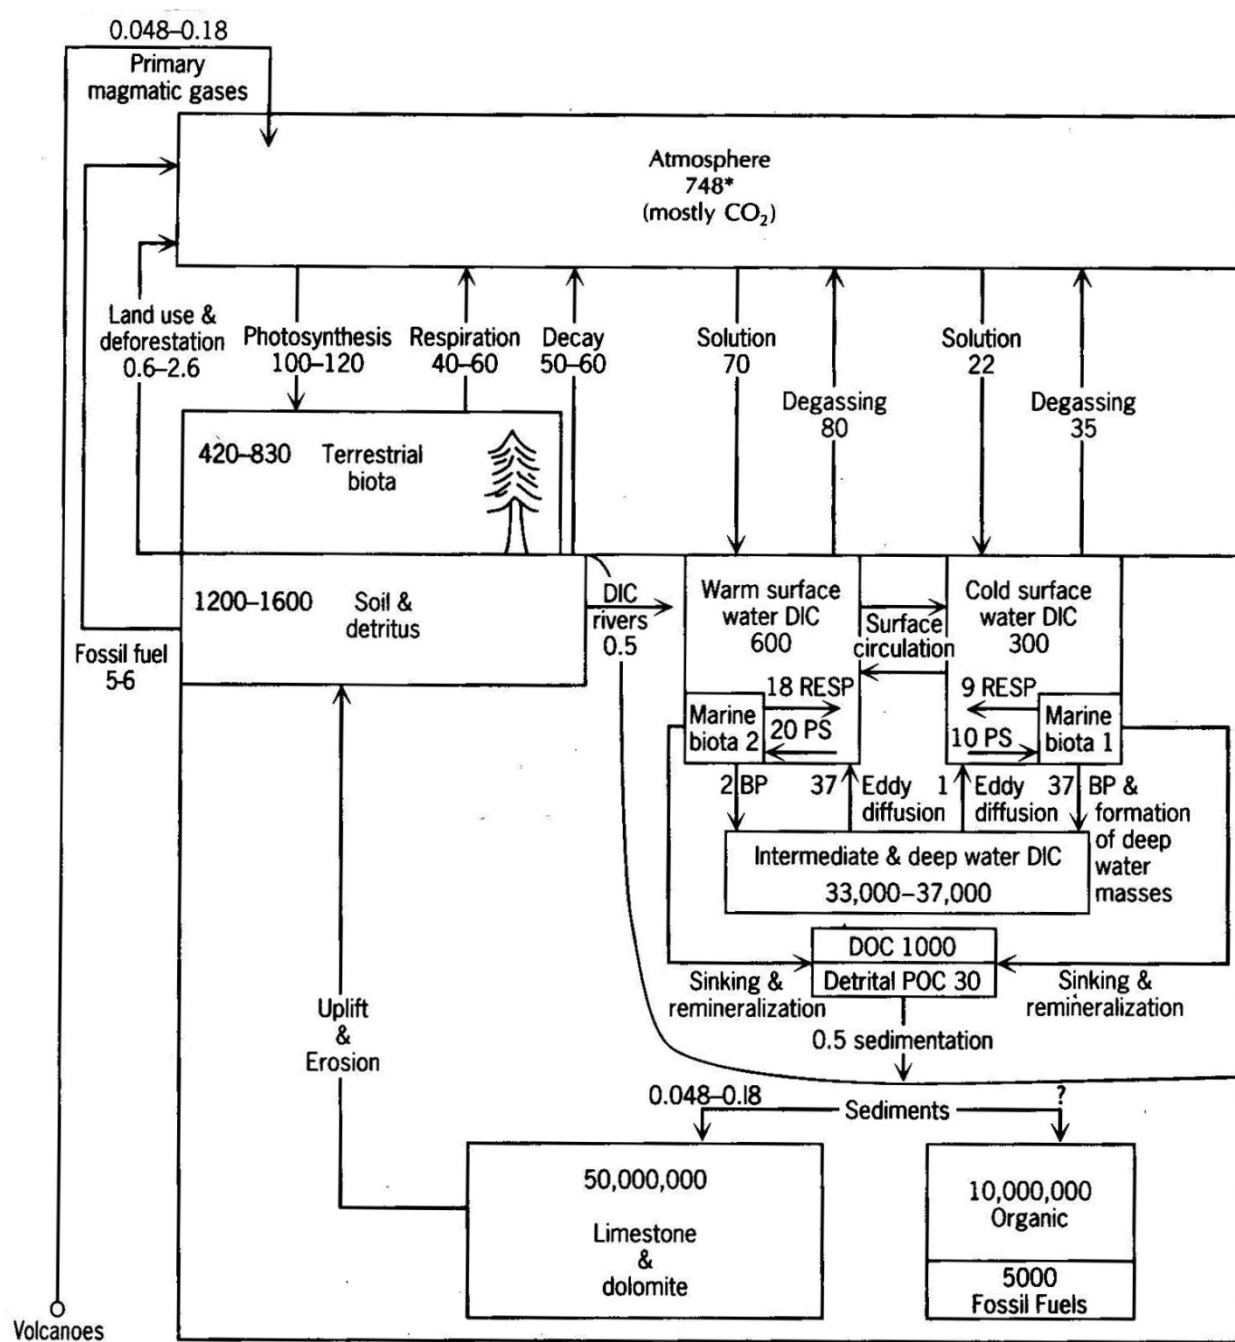 0.048–0.18
Primary
magmatic gases
Atmosphere
748*
(mostly CO₂)
Land use &
deforestation
0.6–2.6
Photosynthesis
100–120
Respiration
40–60
Decay
50–60
Solution
70
Degassing
80
Solution
22
Degassing
35
420–830
Terrestrial
biota
1200–1600
Soil &
detritus
Fossil fuel
5-6
DIC
rivers
0.5
Warm surface
water DIC
600
Surface
circulation
Cold surface
water DIC
300
18 RESP
Marine
biota 2
20 PS
9 RESP
10 PS
Marine
biota 1
2 BP
37
Eddy
diffusion
1
Eddy
diffusion
37
BP &
formation
of deep
water
masses
Intermediate & deep water DIC
33,000–37,000
DOC 1000
Detrital POC 30
Sinking &
remineralization
Sinking &
remineralization
0.5 sedimentation
Uplift
&
Erosion
0.048–0.18
Sediments
?
50,000,000
Limestone
&
dolomite
10,000,000
Organic
5000
Fossil Fuels
Volcanoes